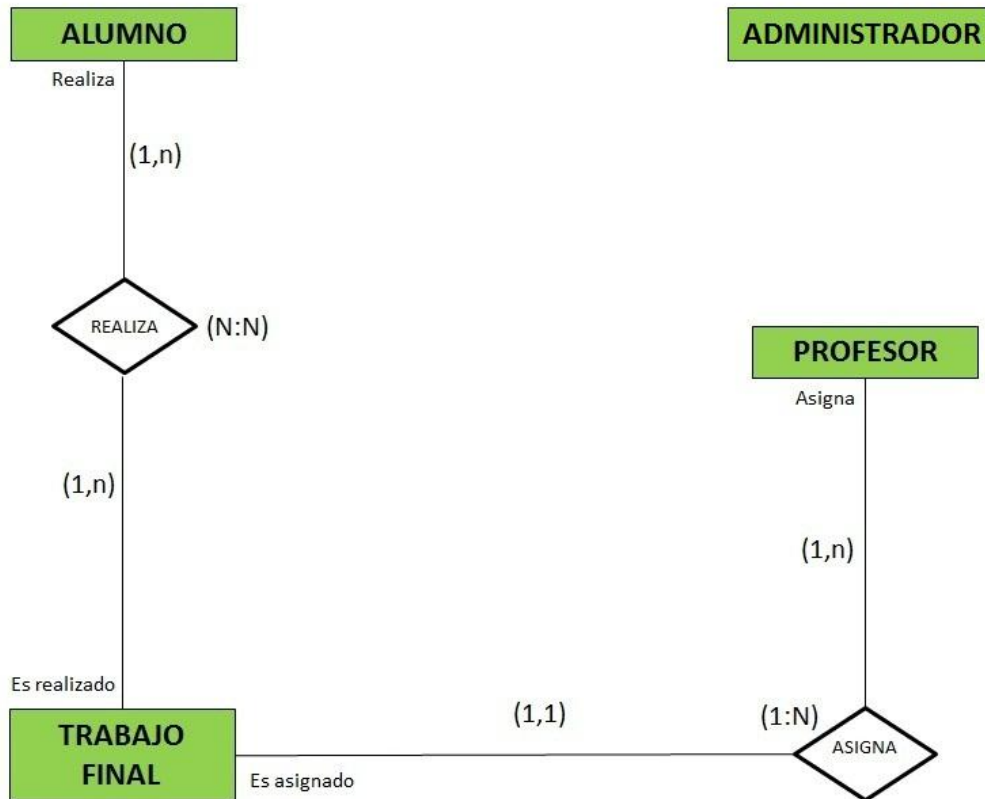 ALUMNO
ADMINISTRADOR
Realiza
(1,n)
REALIZA
(N:N)
PROFESOR
Asigna
(1,n)
(1,n)
Es realizado
TRABAJO
FINAL
(1,1)
(1:N)
ASIGNA
Es asignado